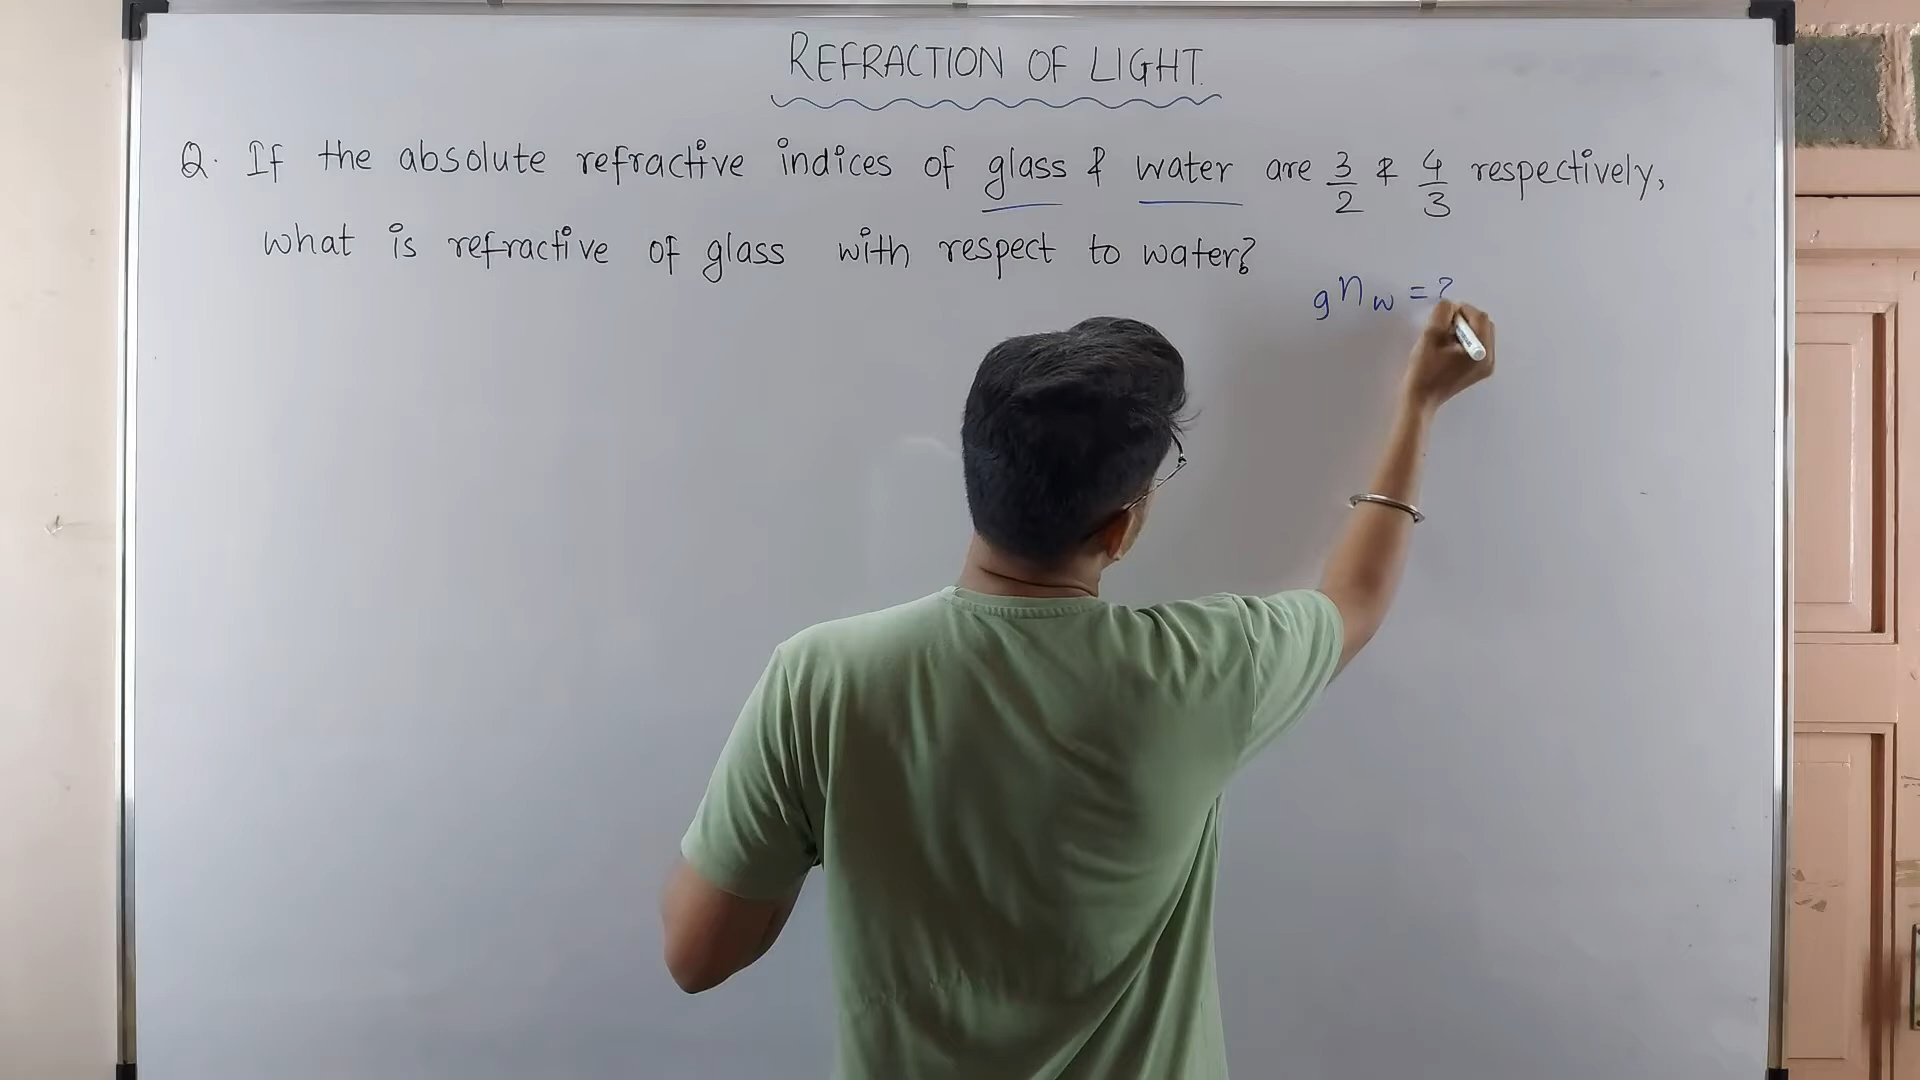 REFRACTION OF LIGHT.
Q. If the absolute refractive indices of glass & water are 3/2 & 4/3 respectively,
what is refractive of glass with respect to water?
gnw = ?